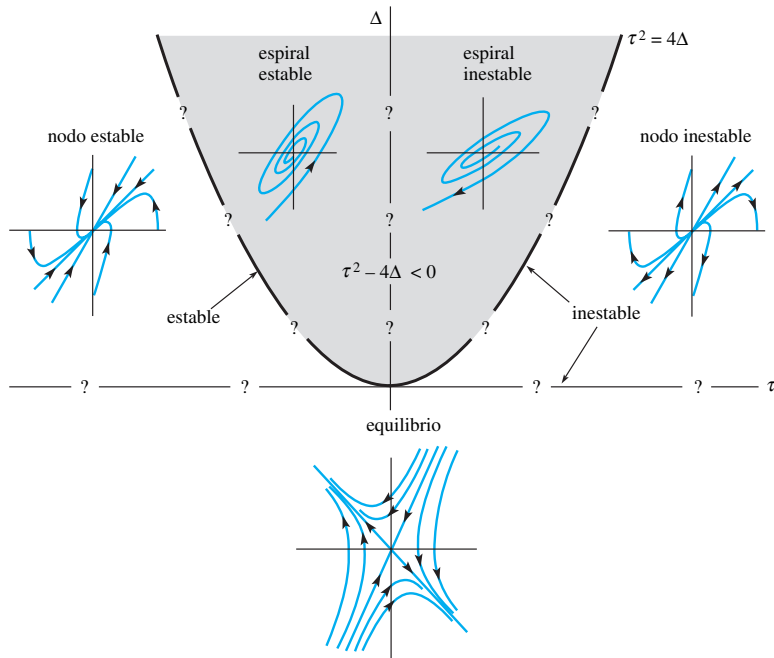 Δ
τ² = 4Δ
espiral
estable
espiral
inestable
?
?
?
nodo estable
nodo inestable
?
?
?
τ² – 4Δ < 0
estable
inestable
?
?
?
?
?
?
?
τ
equilibrio